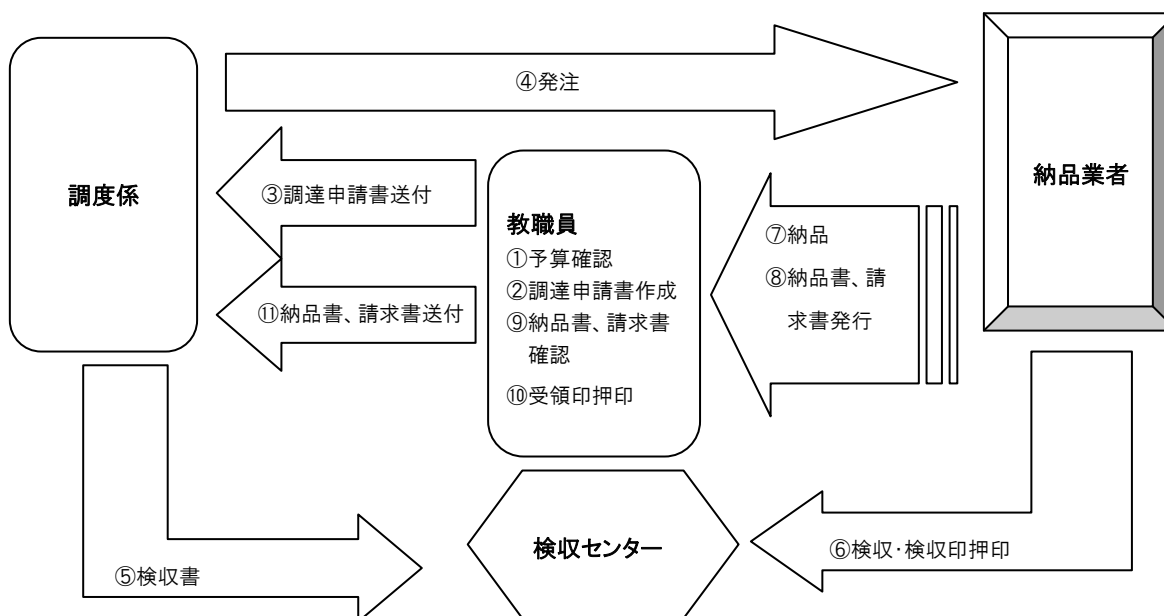 ④発注
調度係
納品業者
③調達申請書送付
教職員
①予算確認
②調達申請書作成
⑨納品書、請求書
確認
⑩受領印押印
⑦納品
⑧納品書、請
求書発行
⑪納品書、請求書送付
検収センター
⑥検収・検収印押印
⑤検収書